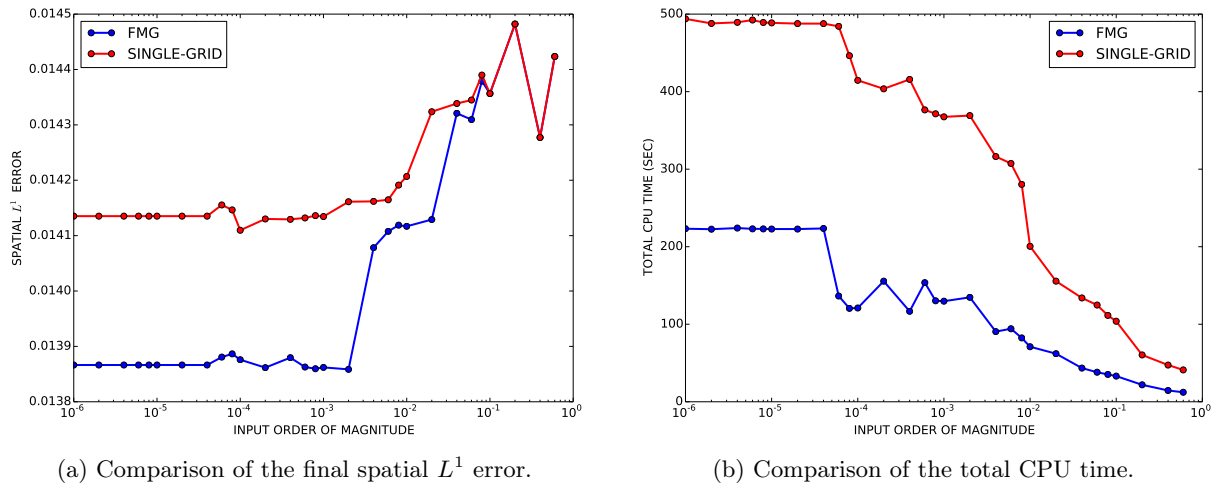 0.0145
0.0144
0.0143
0.0142
0.0141
0.0140
0.0139
0.0138
SPATIAL L¹ ERROR
FMG
SINGLE-GRID
10⁻⁶ 10⁻⁵ 10⁻⁴ 10⁻³ 10⁻² 10⁻¹ 10⁰
INPUT ORDER OF MAGNITUDE
(a) Comparison of the final spatial L¹ error.
500
400
300
200
100
0
TOTAL CPU TIME (SEC)
FMG
SINGLE-GRID
10⁻⁶ 10⁻⁵ 10⁻⁴ 10⁻³ 10⁻² 10⁻¹ 10⁰
INPUT ORDER OF MAGNITUDE
(b) Comparison of the total CPU time.